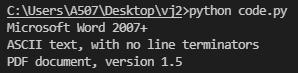 C:\Users\A507\Desktop\vj2>python code.py
Microsoft Word 2007+
ASCII text, with no line terminators
PDF document, version 1.5